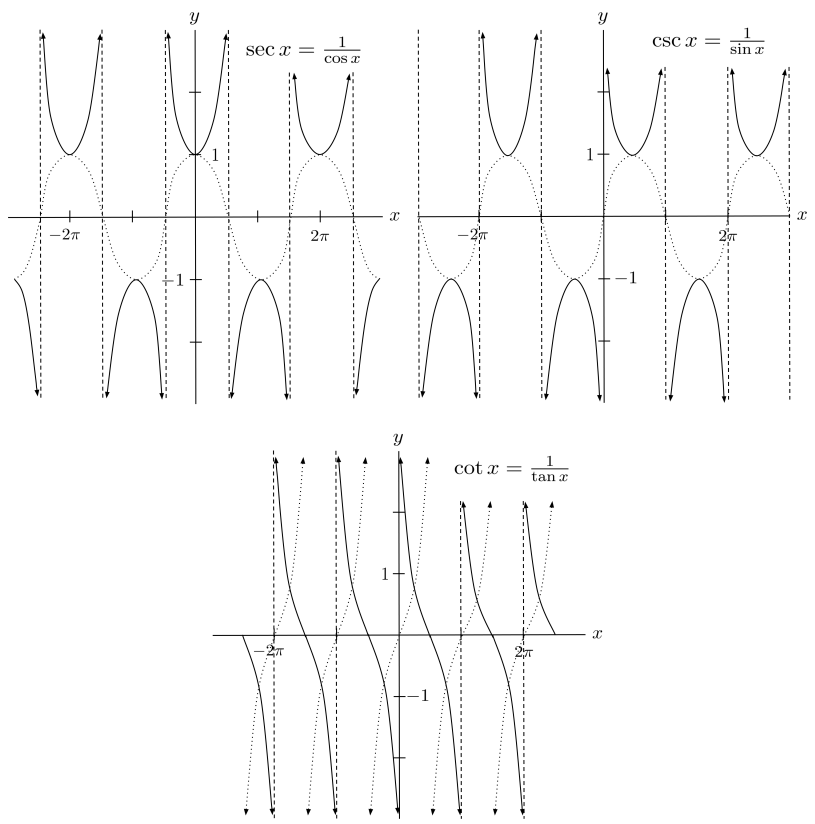 y
sec x = 1/cos x
1
x
−2π
2π
−1
y
csc x = 1/sin x
1
x
−2π
2π
−1
y
cot x = 1/tan x
1
x
−2π
2π
−1